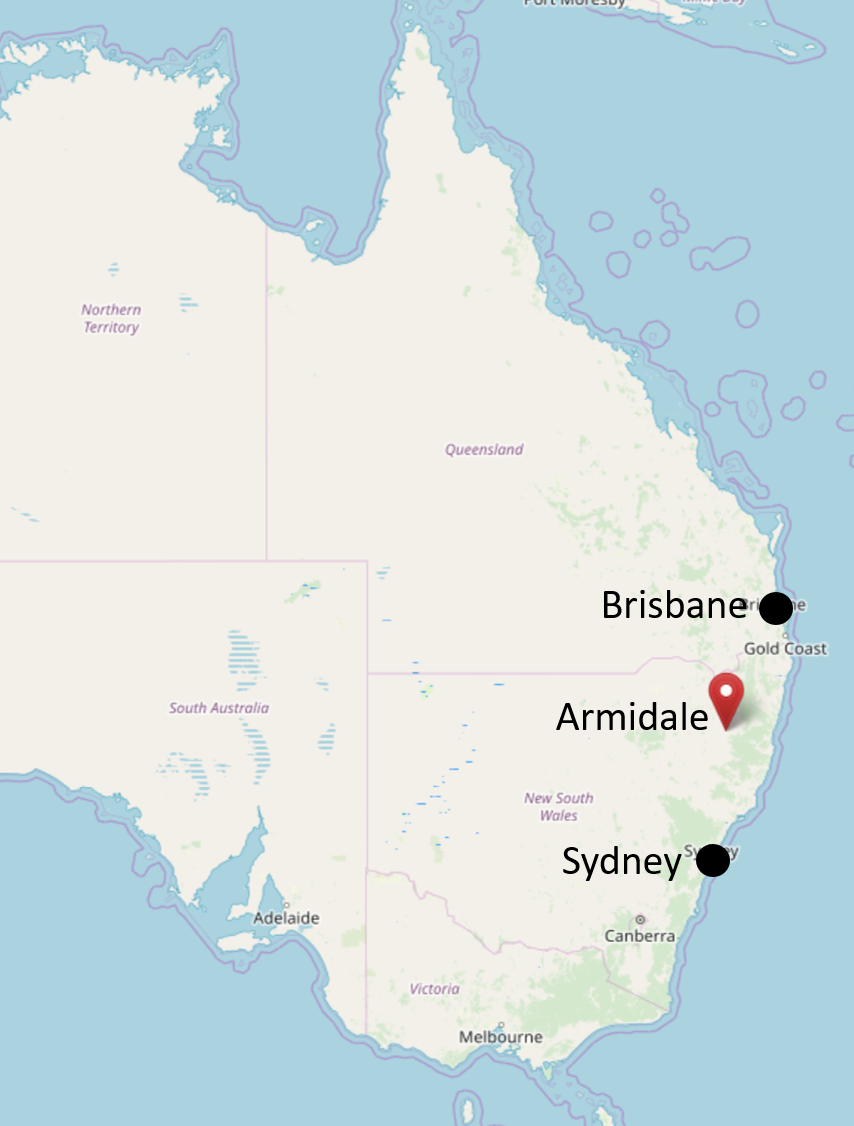 Port Moresby
Northern
Territory
Queensland
Brisbane
Gold Coast
South Australia
Armidale
New South
Wales
Sydney
Adelaide
Canberra
Victoria
Melbourne